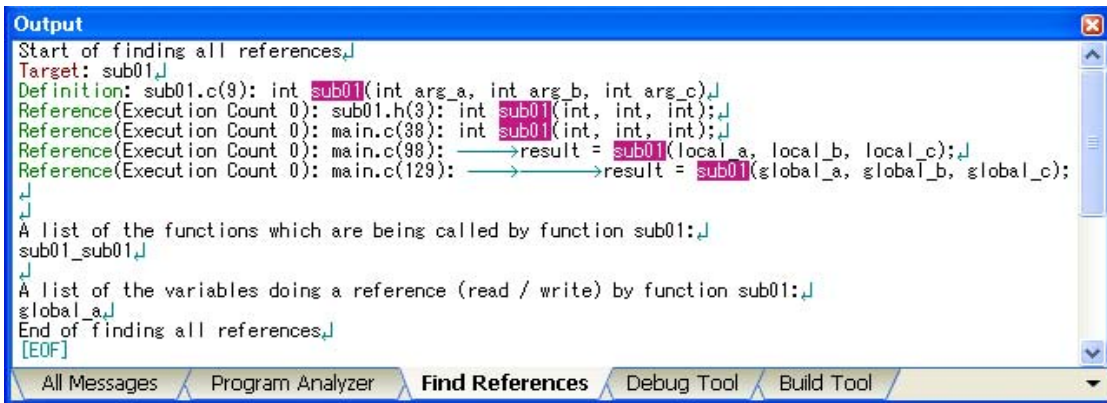 Output
Start of finding all references↲
Target: sub01↲
Definition: sub01.c(9): int sub01(int arg_a, int arg_b, int arg_c)↲
Reference(Execution Count 0): sub01.h(3): int sub01(int, int, int);↲
Reference(Execution Count 0): main.c(38): int sub01(int, int, int);↲
Reference(Execution Count 0): main.c(98): ⟶result = sub01(local_a, local_b, local_c);↲
Reference(Execution Count 0): main.c(129): ⟶⟶result = sub01(global_a, global_b, global_c);
↲
↲
A list of the functions which are being called by function sub01:↲
sub01_sub01↲
↲
A list of the variables doing a reference (read / write) by function sub01:↲
global_a↲
End of finding all references↲
[EOF]
All Messages Program Analyzer Find References Debug Tool Build Tool